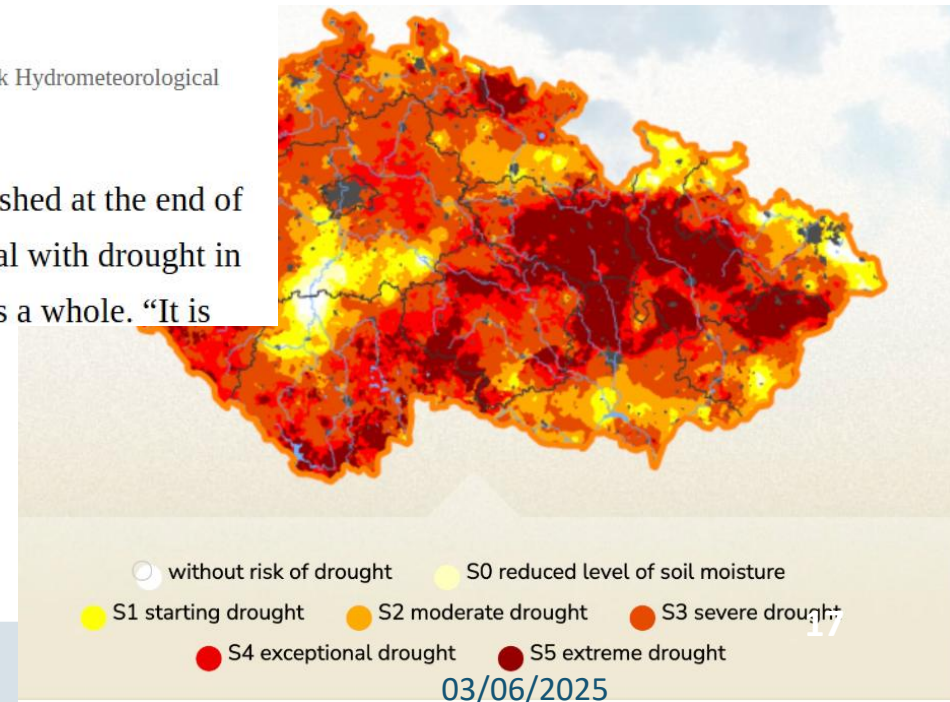 Hydrometeorological
at the end of
with drought in
a whole. “It is
without risk of drought
S0 reduced level of soil moisture
S1 starting drought
S2 moderate drought
S3 severe drought
17
S4 exceptional drought
S5 extreme drought
03/06/2025